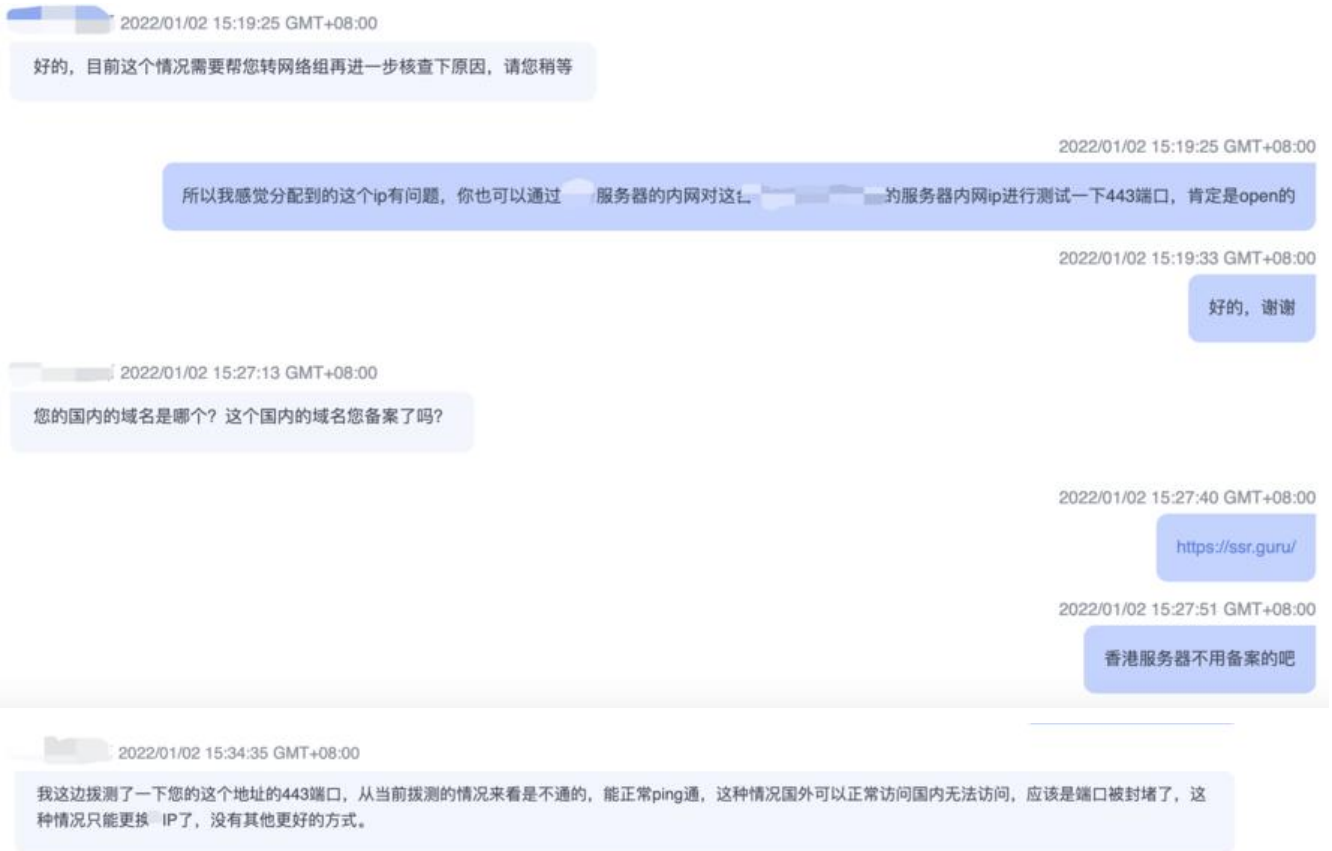 2022/01/02 15:19:25 GMT+08:00
好的，目前这个情况需要帮您转网络组再进一步核查下原因，请您稍等
2022/01/02 15:19:25 GMT+08:00
所以我感觉分配到的这个ip有问题，你也可以通过 服务器的内网对这台 的服务器内网ip进行测试一下443端口，肯定是open的
2022/01/02 15:19:33 GMT+08:00
好的，谢谢
2022/01/02 15:27:13 GMT+08:00
您的国内的域名是哪个？这个国内的域名您备案了吗？
2022/01/02 15:27:40 GMT+08:00
https://ssr.guru/
2022/01/02 15:27:51 GMT+08:00
香港服务器不用备案的吧
2022/01/02 15:34:35 GMT+08:00
我这边拨测了一下您的这个地址的443端口，从当前拨测的情况来看是不通的，能正常ping通，这种情况国外可以正常访问国内无法访问，应该是端口被封堵了，这
种情况只能更换 IP了，没有其他更好的方式。